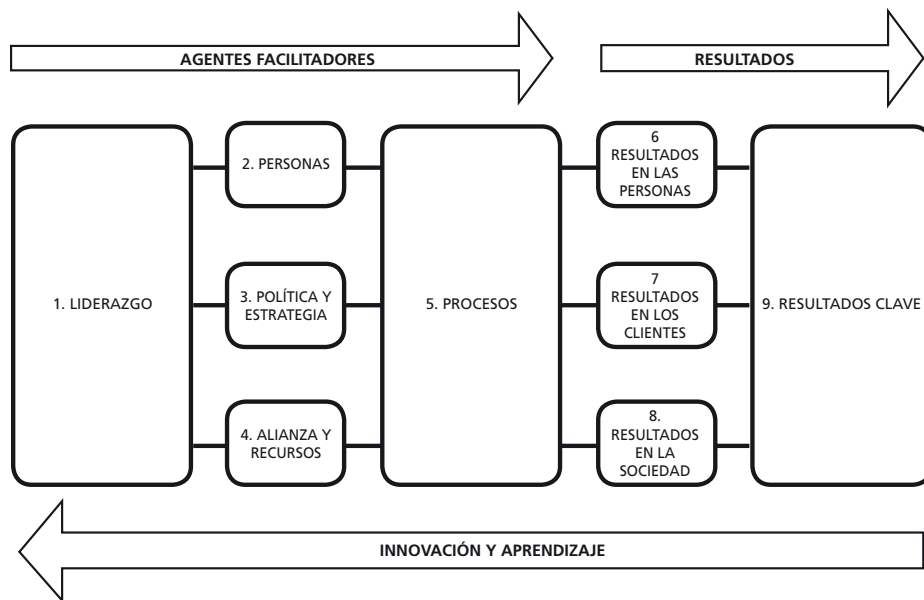 AGENTES FACILITADORES
RESULTADOS
1. LIDERAZGO
2. PERSONAS
3. POLÍTICA Y
ESTRATEGIA
4. ALIANZA Y
RECURSOS
5. PROCESOS
6
RESULTADOS
EN LAS
PERSONAS
7
RESULTADOS
EN LOS
CLIENTES
8.
RESULTADOS
EN LA
SOCIEDAD
9. RESULTADOS CLAVE
INNOVACIÓN Y APRENDIZAJE